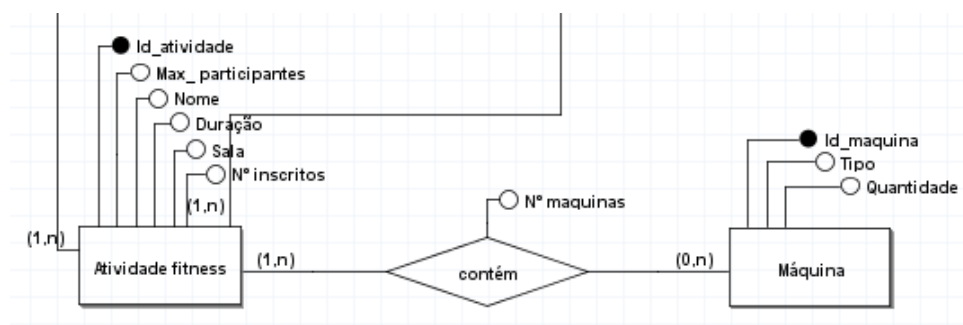 Id_atividade
Max_ participantes
Nome
Duração
Sala
Nº inscritos
(1,n)
(1,n)
Atividade fitness
(1,n)
Nº maquinas
contém
(0,n)
Id_maquina
Tipo
Quantidade
Máquina